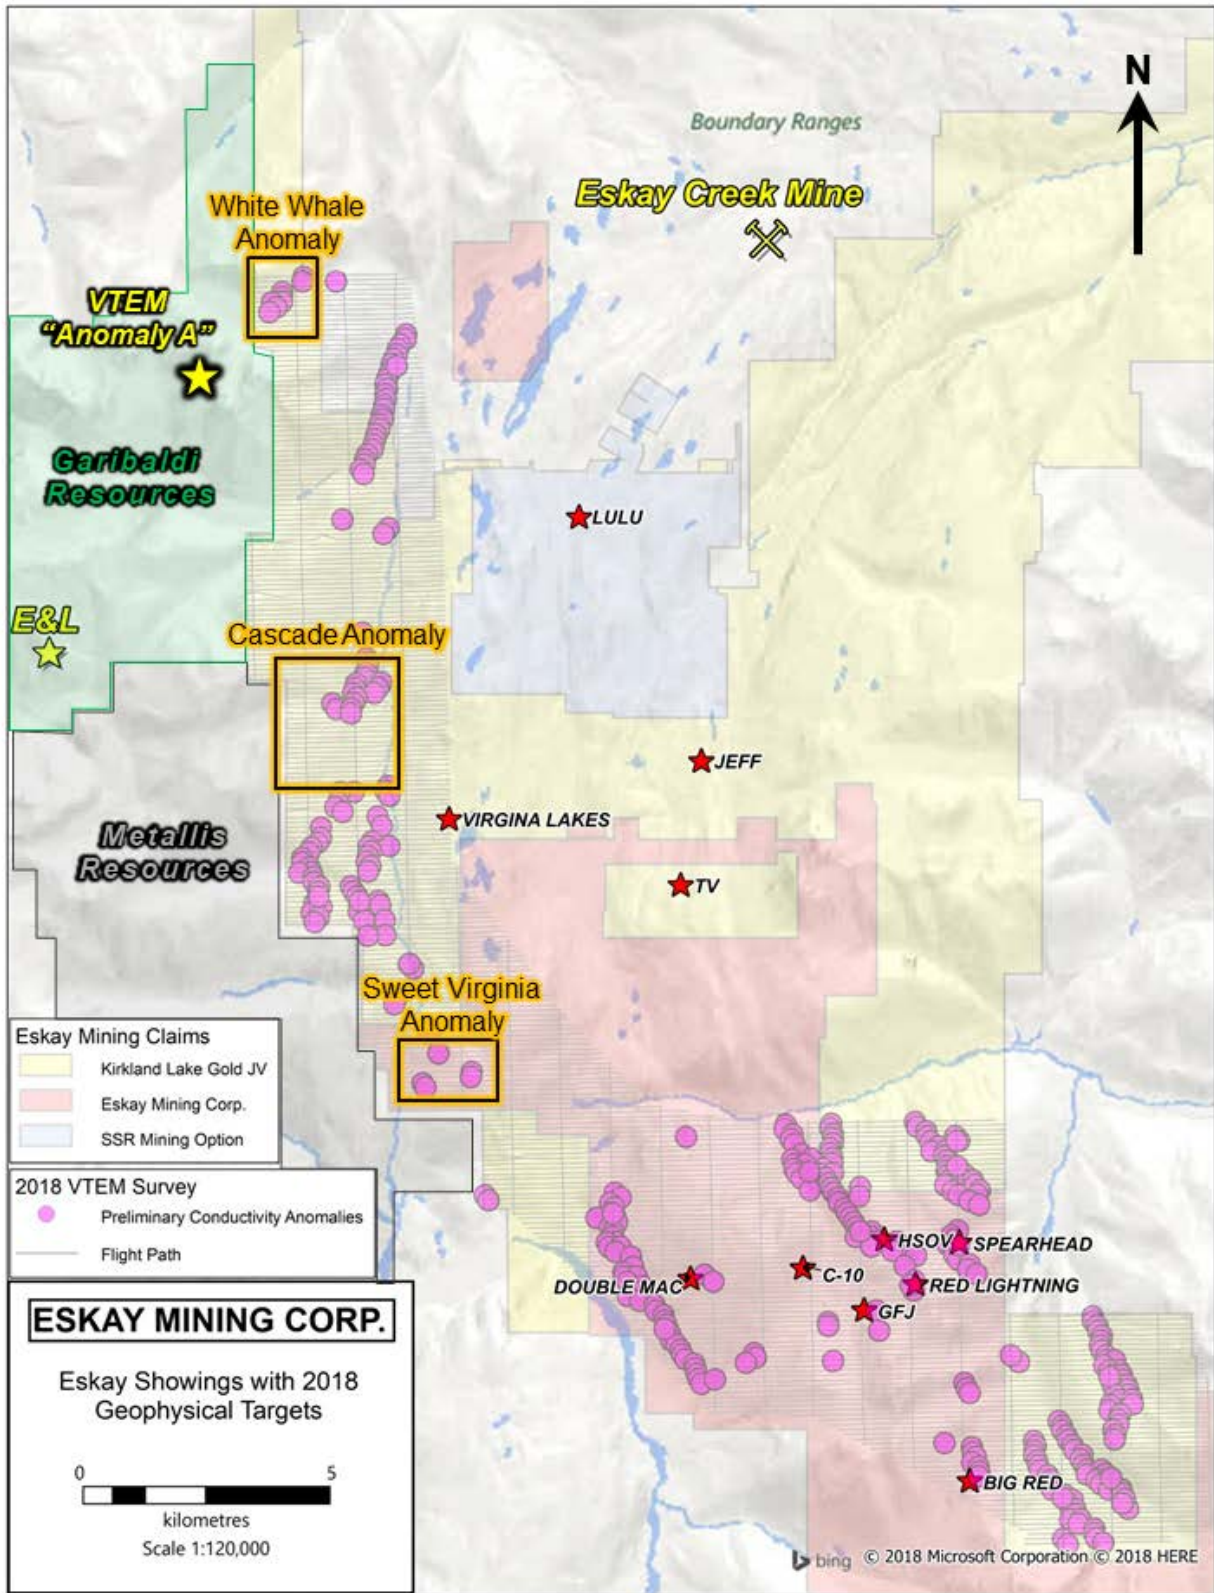 N
Boundary Ranges
Eskay Creek Mine
White Whale
Anomaly
VTEM
“Anomaly A”
Garibaldi
Resources
LULU
E&L
Cascade Anomaly
JEFF
VIRGINA LAKES
Metallis
Resources
TV
Sweet Virginia
Anomaly
Eskay Mining Claims
Kirkland Lake Gold JV
Eskay Mining Corp.
SSR Mining Option
2018 VTEM Survey
Preliminary Conductivity Anomalies
Flight Path
HSOV
SPEARHEAD
C-10
DOUBLE MAC
RED LIGHTNING
GFJ
BIG RED
ESKAY MINING CORP.
Eskay Showings with 2018
Geophysical Targets
0 5
kilometres
Scale 1:120,000
bing © 2018 Microsoft Corporation © 2018 HERE